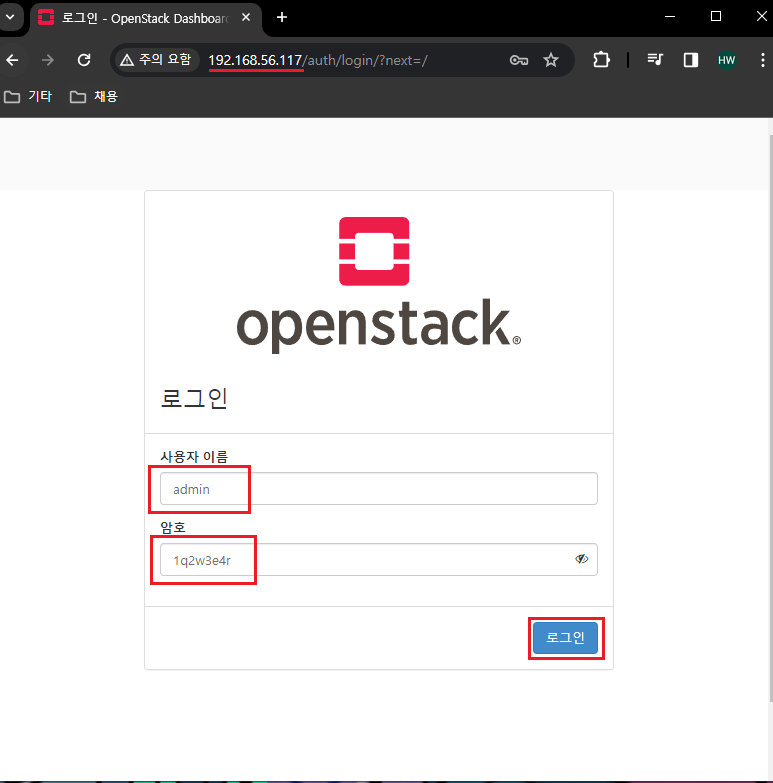 로그인 - OpenStack Dashboard
주의 요함 192.168.56.117/auth/login/?next=/
HW
기타 채용
openstack®
로그인
사용자 이름
admin
암호
1q2w3e4r
로그인